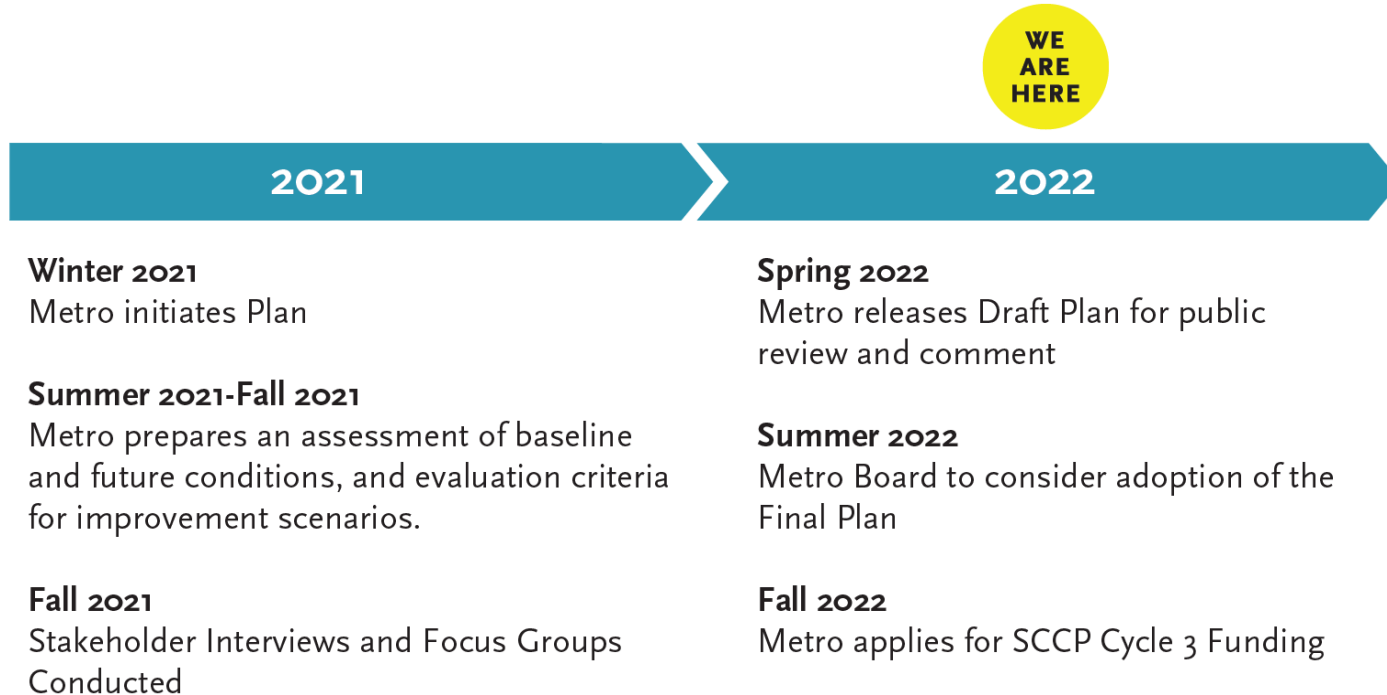 WE
ARE
HERE
2021
2022
Winter 2021
Metro initiates Plan
Summer 2021-Fall 2021
Metro prepares an assessment of baseline
and future conditions, and evaluation criteria
for improvement scenarios.
Fall 2021
Stakeholder Interviews and Focus Groups
Conducted
Spring 2022
Metro releases Draft Plan for public
review and comment
Summer 2022
Metro Board to consider adoption of the
Final Plan
Fall 2022
Metro applies for SCCP Cycle 3 Funding